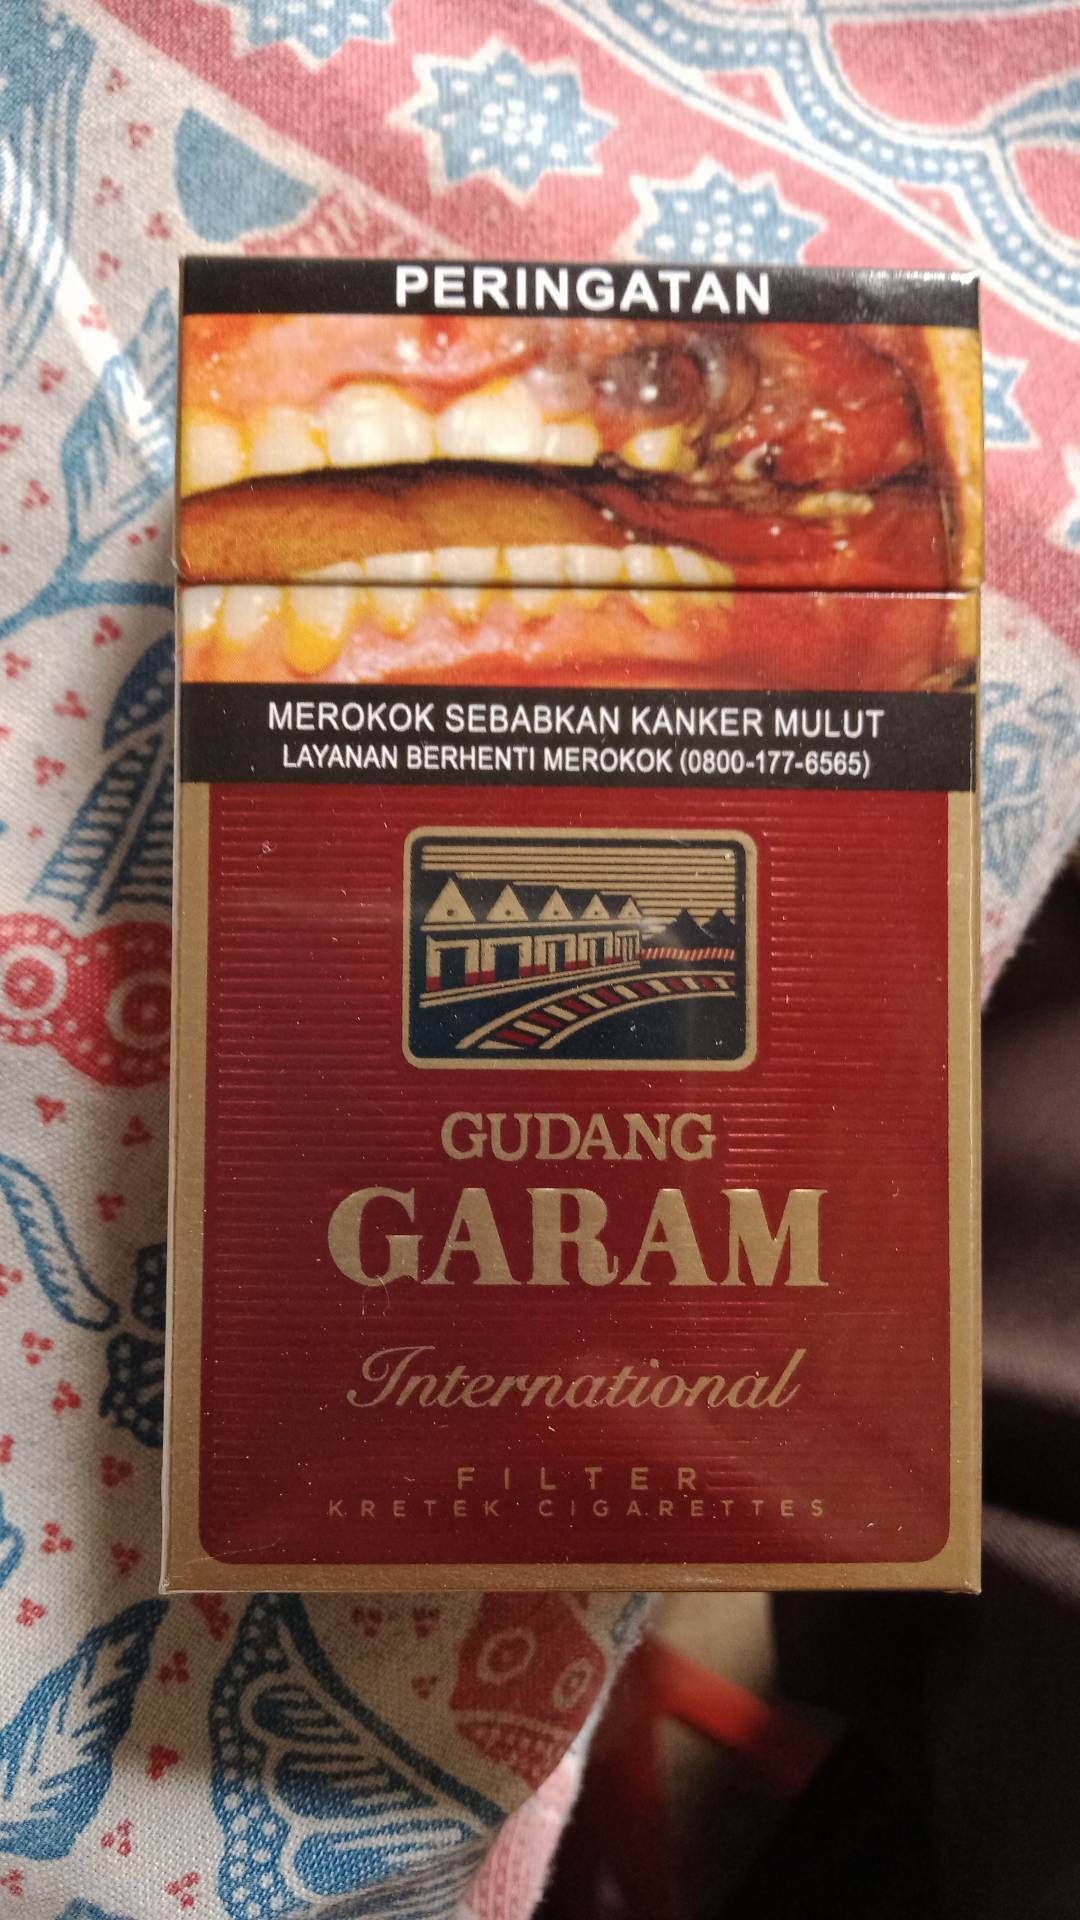 PERINGATAN
MEROKOK SEBABKAN KANKER MULUT
LAYANAN BERHENTI MEROKOK (0800-177-6565)
GUDANG
GARAM
International
FILTER
KRETEK CIGARETTES